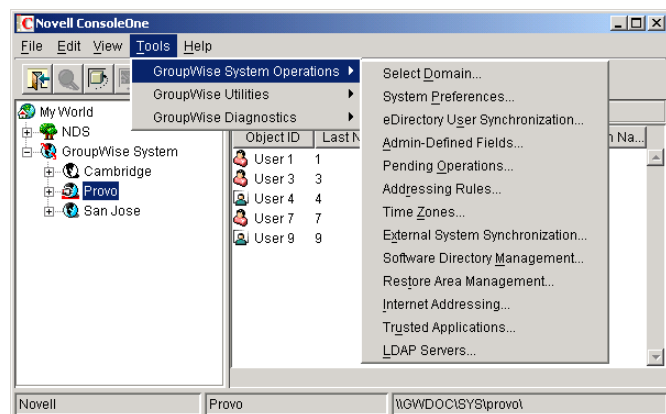 Novell ConsoleOne
File Edit View Tools Help
GroupWise System Operations
GroupWise Utilities
GroupWise Diagnostics
Select Domain...
System Preferences...
eDirectory User Synchronization...
Admin-Defined Fields...
Pending Operations...
Addressing Rules...
Time Zones...
External System Synchronization...
Software Directory Management...
Restore Area Management...
Internet Addressing...
Trusted Applications...
LDAP Servers...
My World
NDS
GroupWise System
Cambridge
Provo
San Jose
Object ID Last N Na...
User 1 1
User 3 3
User 4 4
User 7 7
User 9 9
Novell Provo \\GWDOC\SYS\provo\